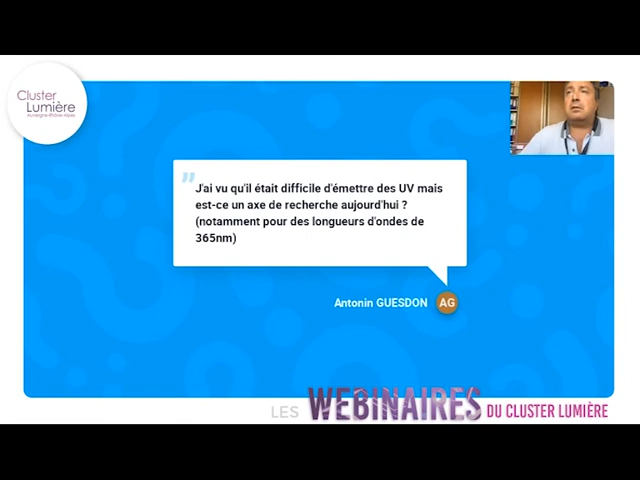 Cluster
Lumière
Auvergne-Rhône-Alpes
J'ai vu qu'il était difficile d'émettre des UV mais
est-ce un axe de recherche aujourd'hui ?
(notamment pour des longueurs d'ondes de
365nm)
Antonin GUESDON AG
LES WEBINAIRES DU CLUSTER LUMIÈRE